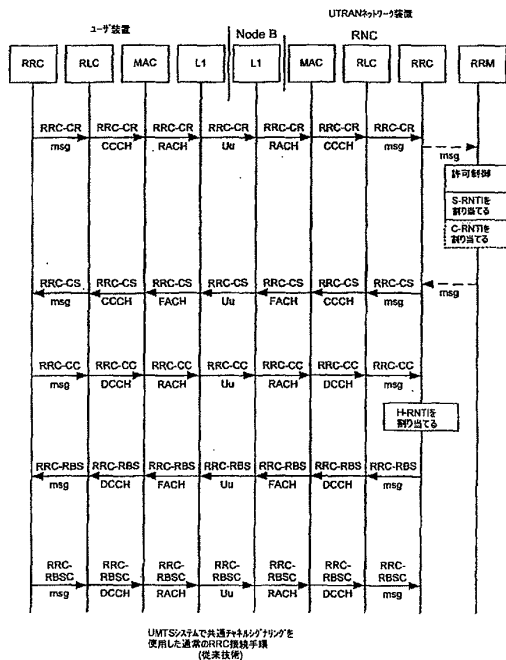 UTRANネットワーク装置
ユーザ装置
Node B
RNC
RRC RLC MAC L1 L1 MAC RLC RRC RRM
RRC-CR RRC-CR RRC-CR RRC-CR RRC-CR RRC-CR RRC-CR
msg CCCH RACH Uu RACH CCCH msg msg
許可制御
S-RNTIを
割り当てる
C-RNTIを
割り当てる
RRC-CS RRC-CS RRC-CS RRC-CS RRC-CS RRC-CS RRC-CS
msg CCCH FACH Uu FACH CCCH msg msg
RRC-CC RRC-CC RRC-CC RRC-CC RRC-CC RRC-CC RRC-CC
msg DCCH RACH Uu RACH DCCH msg
H-RNTIを
割り当てる
RRC-RBS RRC-RBS RRC-RBS RRC-RBS RRC-RBS RRC-RBS RRC-RBS
msg DCCH FACH Uu FACH DCCH msg
RRC- RRC- RRC- RRC- RRC- RRC- RRC-
RBSC RBSC RBSC RBSC RBSC RBSC RBSC
msg DCCH RACH Uu RACH DCCH msg
UMTSシステムで共通チャネルシグナリングを
使用した通常のRRC接続手順
(従来技術)